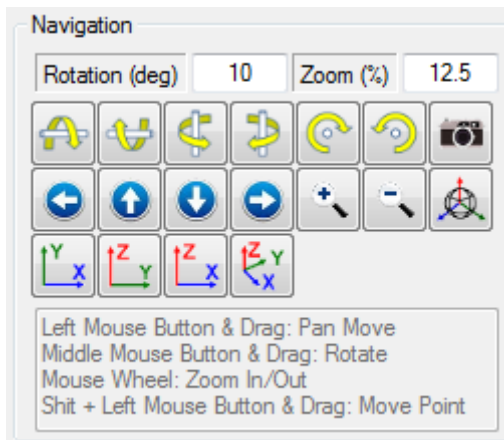 Navigation
Rotation (deg) 10 Zoom (%) 12.5
Y X Z Y Z X Z Y X
Left Mouse Button & Drag: Pan Move
Middle Mouse Button & Drag: Rotate
Mouse Wheel: Zoom In/Out
Shit + Left Mouse Button & Drag: Move Point